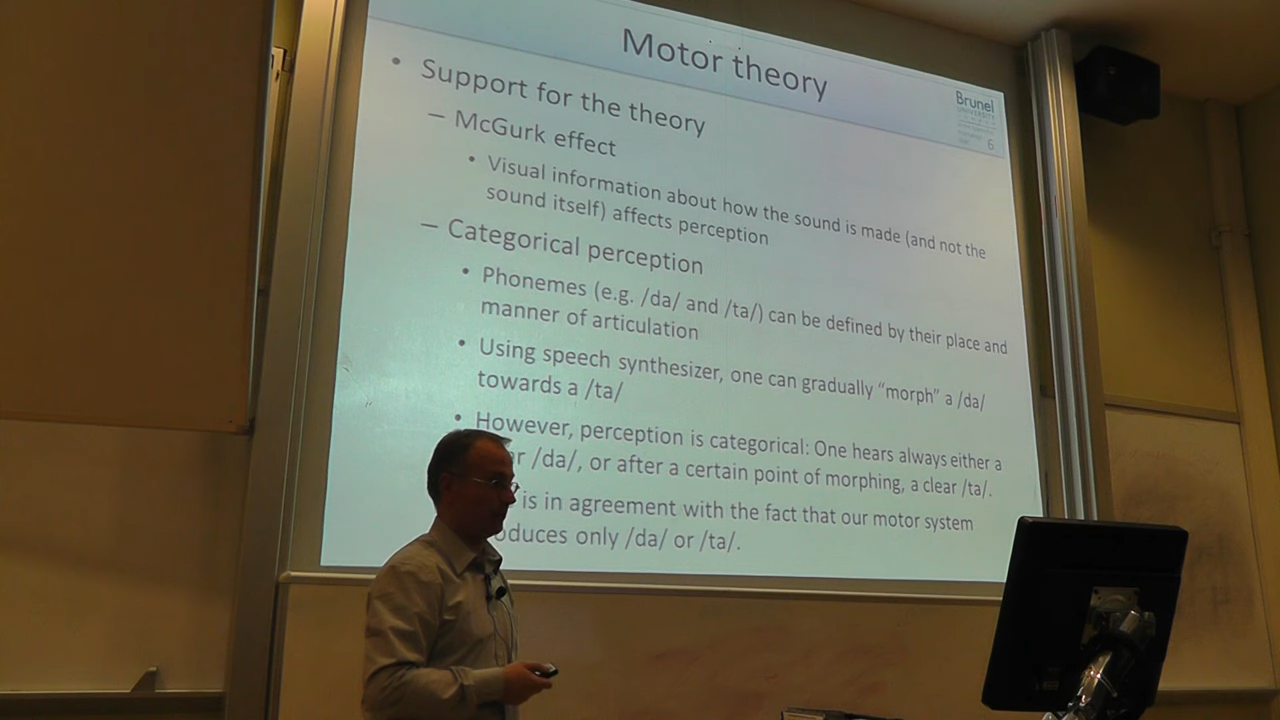 Motor theory
Brunel
UNIVERSITY
6
• Support for the theory
– McGurk effect
• Visual information about how the sound is made (and not the
sound itself) affects perception
– Categorical perception
• Phonemes (e.g. /da/ and /ta/) can be defined by their place and
manner of articulation
• Using speech synthesizer, one can gradually “morph” a /da/
towards a /ta/
• However, perception is categorical: One hears always either a
/da/, or after a certain point of morphing, a clear /ta/.
is in agreement with the fact that our motor system
only /da/ or /ta/.